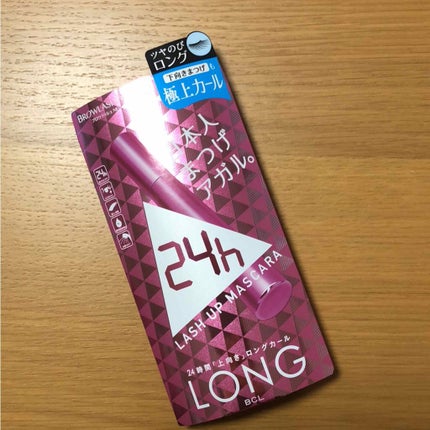 ツヤのび
ロング
下向きまつげも
極上カール
BROWLASH
本人
まつげ
アガル。
24h
24h
LASH UP MASCARA
24時間「上向き」ロングカール
LONG
BCL